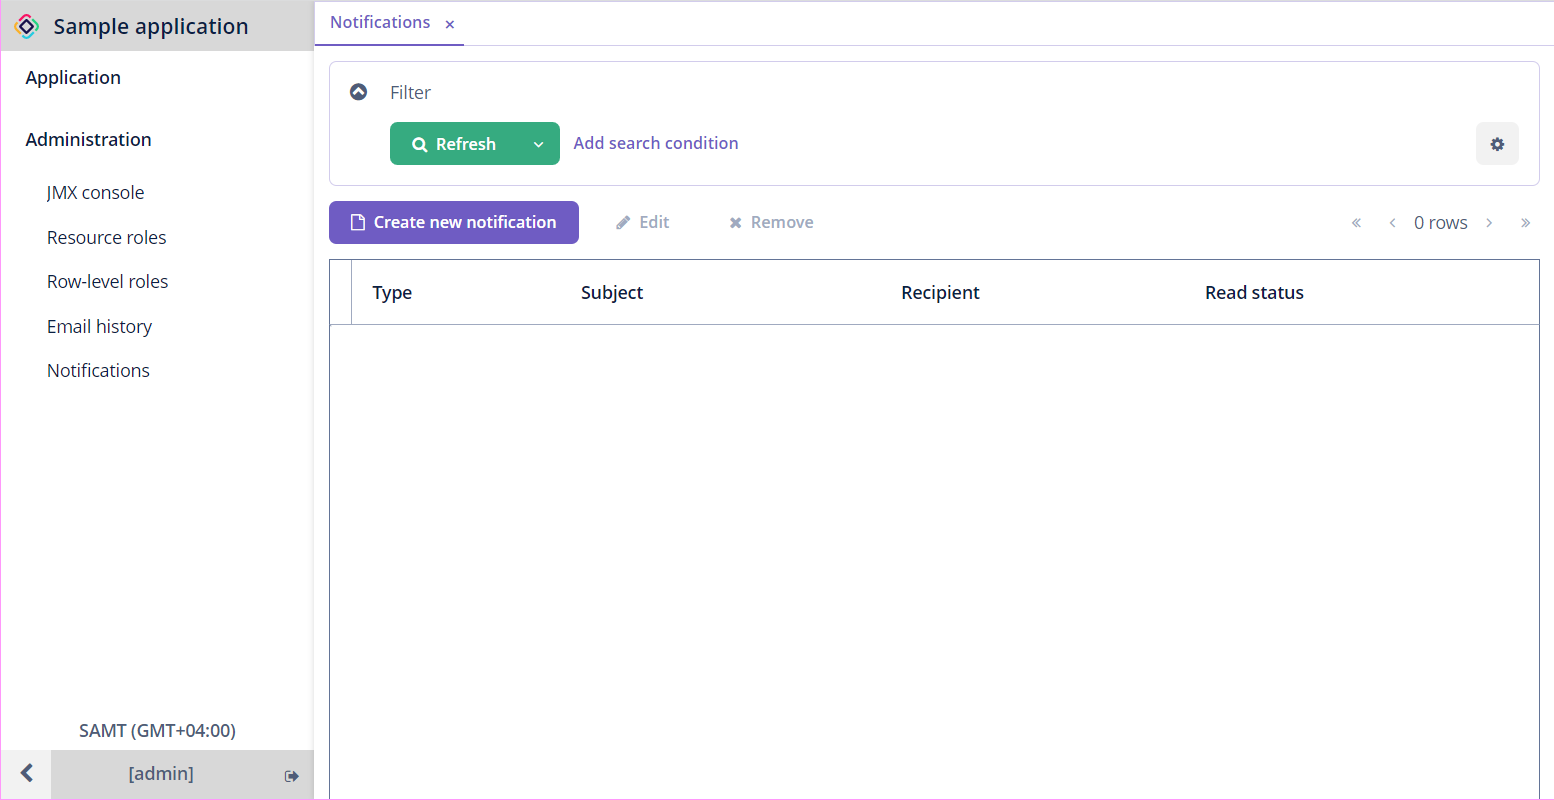 Sample application
Notifications ×
Application
Administration
JMX console
Resource roles
Row-level roles
Email history
Notifications
SAMT (GMT+04:00)
[admin]
Filter
Refresh
Add search condition
Create new notification
Edit
Remove
« ‹ 0 rows › »
Type Subject Recipient Read status